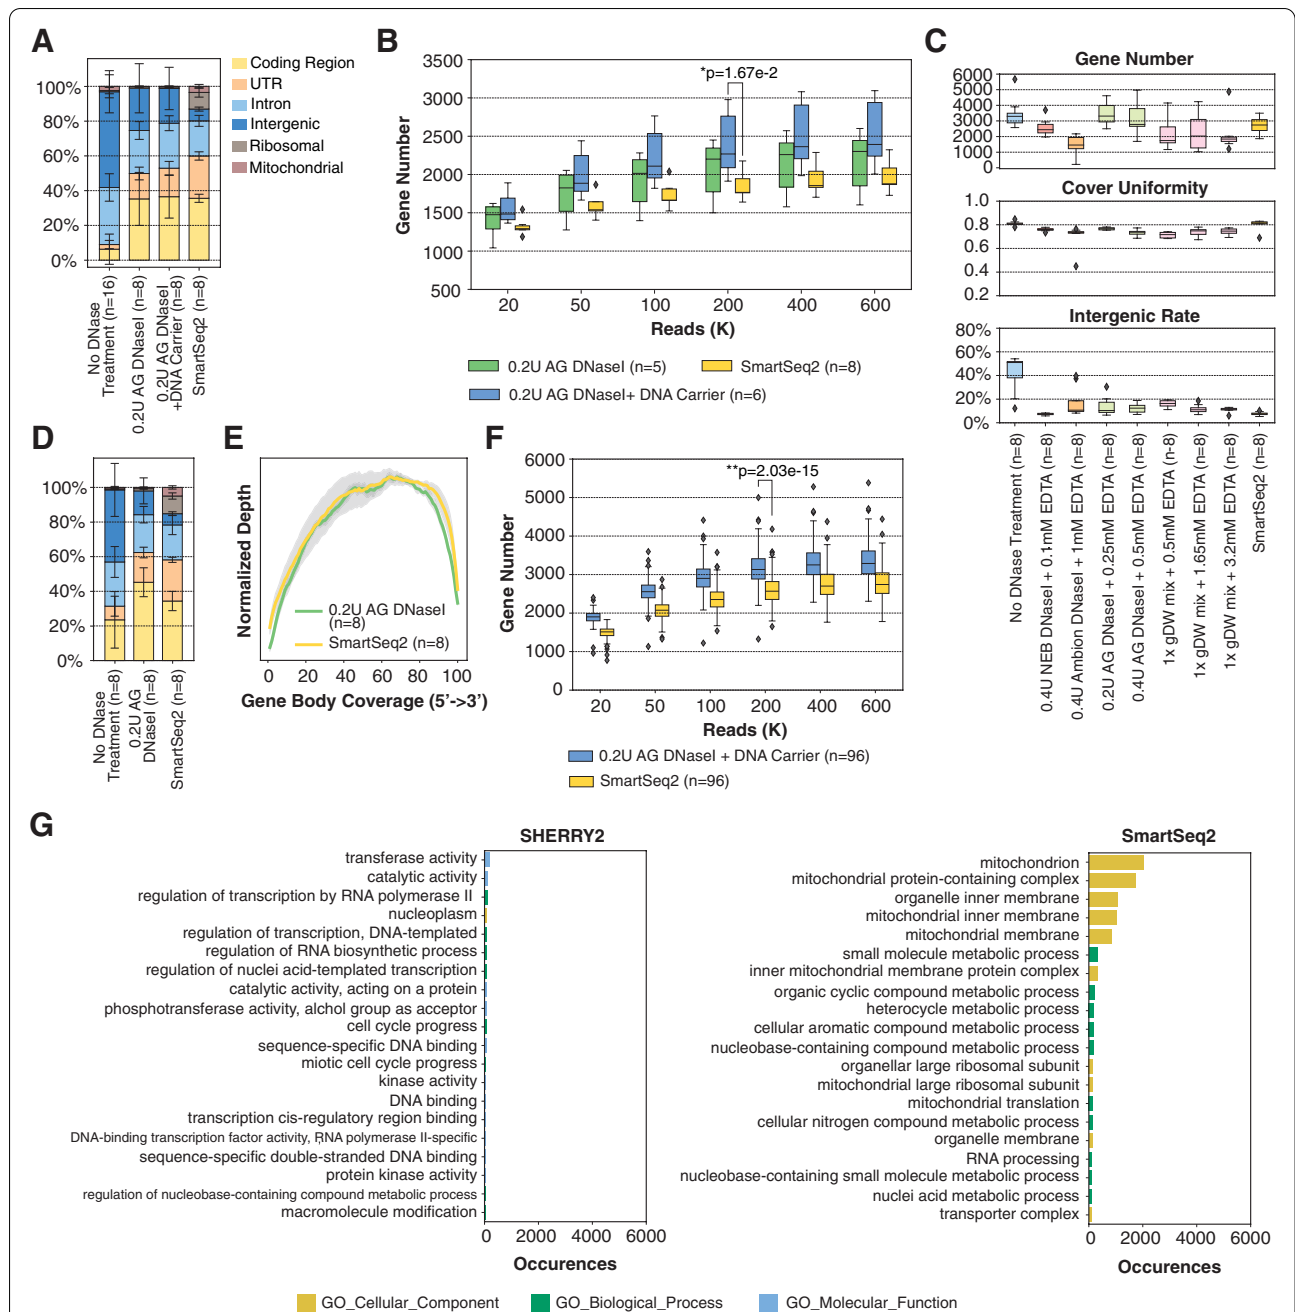 A
100%
80%
60%
40%
20%
0%
No DNase
Treatment (n=16)
0.2U AG DNaseI (n=8)
0.2U AG DNaseI
+DNA Carrier (n=8)
SmartSeq2 (n=8)
Coding Region
UTR
Intron
Intergenic
Ribosomal
Mitochondrial
B
Gene Number
3500
3000
2500
2000
1500
1000
500
*p=1.67e-2
20 50 100 200 400 600
Reads (K)
0.2U AG DNaseI (n=5)
SmartSeq2 (n=8)
0.2U AG DNaseI+ DNA Carrier (n=6)
C
Gene Number
6000
5000
4000
3000
2000
1000
0
Cover Uniformity
1.0
0.8
0.6
0.4
0.2
Intergenic Rate
80%
60%
40%
20%
0%
No DNase Treatment (n=8)
0.4U NEB DNaseI + 0.1mM EDTA (n=8)
0.4U Ambion DNaseI + 1mM EDTA (n=8)
0.2U AG DNaseI + 0.25mM EDTA (n=8)
0.4U AG DNaseI + 0.5mM EDTA (n=8)
1x gDW mix + 0.5mM EDTA (n=8)
1x gDW mix + 1.65mM EDTA (n=8)
1x gDW mix + 3.2mM EDTA (n=8)
SmartSeq2 (n=8)
D
100%
80%
60%
40%
20%
0%
No DNase
Treatment (n=8)
0.2U AG
DNaseI (n=8)
SmartSeq2 (n=8)
E
Normalized Depth
0.2U AG DNaseI
(n=8)
SmartSeq2 (n=8)
0 20 40 60 80 100
Gene Body Coverage (5'->3')
F
Gene Number
6000
5000
4000
3000
2000
1000
0
**p=2.03e-15
20 50 100 200 400 600
Reads (K)
0.2U AG DNaseI + DNA Carrier (n=96)
SmartSeq2 (n=96)
G
SHERRY2
transferase activity
catalytic activity
regulation of transcription by RNA polymerase II
nucleoplasm
regulation of transcription, DNA-templated
regulation of RNA biosynthetic process
regulation of nuclei acid-templated transcription
catalytic activity, acting on a protein
phosphotransferase activity, alchol group as acceptor
cell cycle progress
sequence-specific DNA binding
miotic cell cycle progress
kinase activity
DNA binding
transcription cis-regulatory region binding
DNA-binding transcription factor activity, RNA polymerase II-specific
sequence-specific double-stranded DNA binding
protein kinase activity
regulation of nucleobase-containing compound metabolic process
macromolecule modification
0 2000 4000 6000
Occurences
SmartSeq2
mitochondrion
mitochondrial protein-containing complex
organelle inner membrane
mitochondrial inner membrane
mitochondrial membrane
small molecule metabolic process
inner mitochondrial membrane protein complex
organic cyclic compound metabolic process
heterocycle metabolic process
cellular aromatic compound metabolic process
nucleobase-containing compound metabolic process
organellar large ribosomal subunit
mitochondrial large ribosomal subunit
mitochondrial translation
cellular nitrogen compound metabolic process
organelle membrane
RNA processing
nucleobase-containing small molecule metabolic process
nuclei acid metabolic process
transporter complex
0 2000 4000 6000
Occurences
GO_Cellular_Component
GO_Biological_Process
GO_Molecular_Function